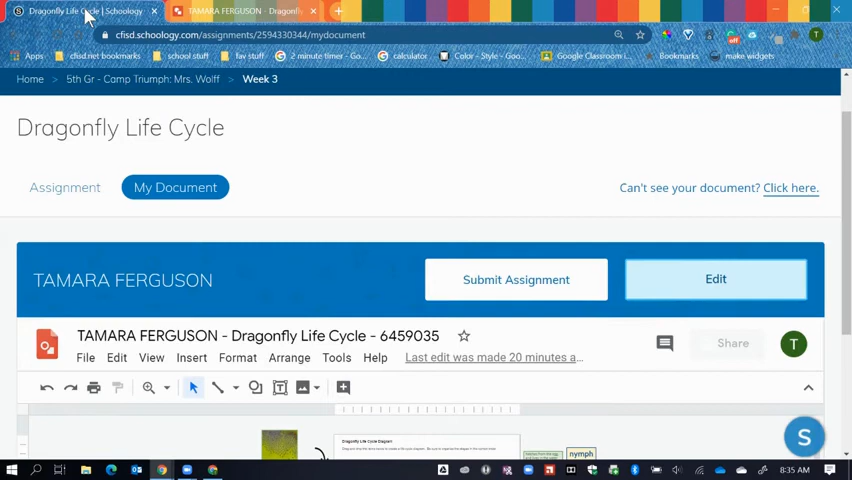 Dragonfly Life Cycle | Schoology
TAMARA FERGUSON - Dragonfly
cfisd.schoology.com/assignments/2594330344/mydocument
T
Apps cfisd.net bookmarks school stuff fav stuff 2 minute timer - Go... calculator Color - Style - Go... Google Classroom i... Bookmarks make widgets
Home > 5th Gr - Camp Triumph: Mrs. Wolff > Week 3
Dragonfly Life Cycle
Assignment My Document Can't see your document? Click here.
TAMARA FERGUSON Submit Assignment Edit
TAMARA FERGUSON - Dragonfly Life Cycle - 6459035
Share T
File Edit View Insert Format Arrange Tools Help Last edit was made 20 minutes a...
Dragonfly Life Cycle Diagram
nymph
S
8:35 AM